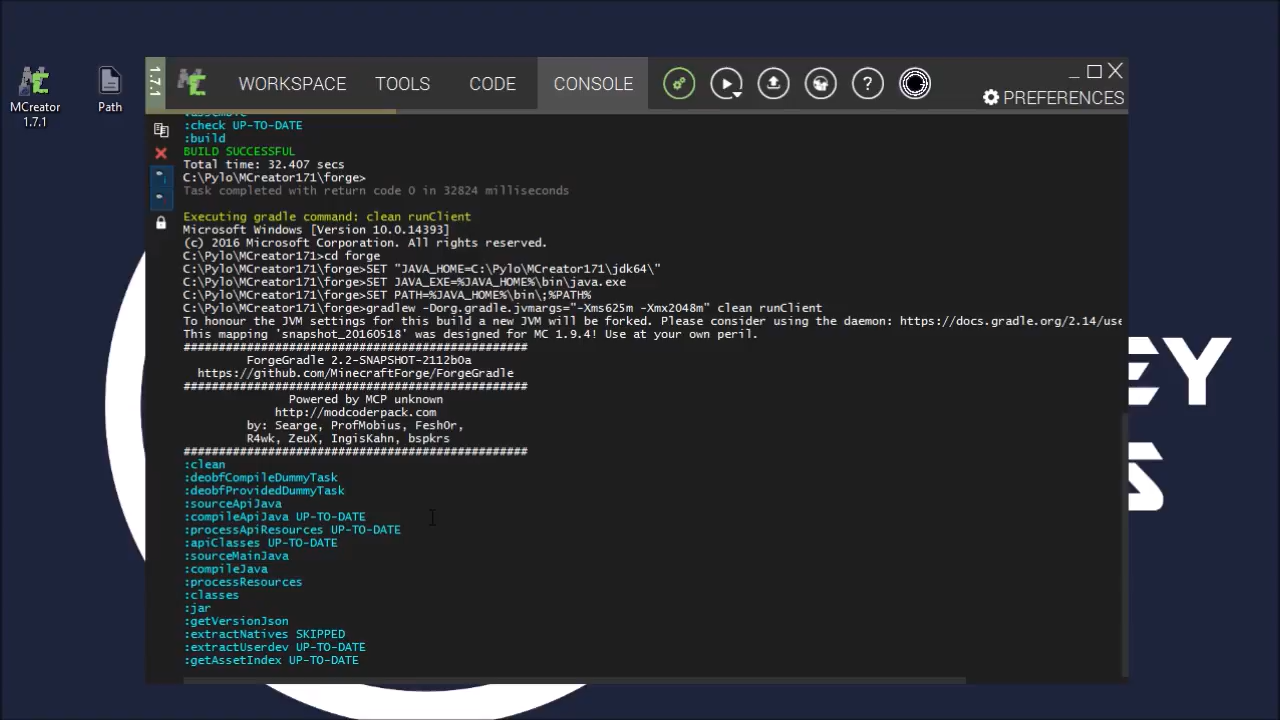 MCreator
1.7.1
Path
1.7.1
WORKSPACE
TOOLS
CODE
CONSOLE
?
PREFERENCES
:check UP-TO-DATE
:build
BUILD SUCCESSFUL
Total time: 32.407 secs
C:\Pylo\MCreator171\forge>
Task completed with return code 0 in 32824 milliseconds
Executing gradle command: clean runClient
Microsoft Windows [Version 10.0.14393]
(c) 2016 Microsoft Corporation. All rights reserved.
C:\Pylo\MCreator171>cd forge
C:\Pylo\MCreator171\forge>SET "JAVA_HOME=C:\Pylo\MCreator171\jdk64\"
C:\Pylo\MCreator171\forge>SET JAVA_EXE=%JAVA_HOME%\bin\java.exe
C:\Pylo\MCreator171\forge>SET PATH=%JAVA_HOME%\bin\;%PATH%
C:\Pylo\MCreator171\forge>gradlew -Dorg.gradle.jvmargs="-Xms625m -Xmx2048m" clean runClient
To honour the JVM settings for this build a new JVM will be forked. Please consider using the daemon: https://docs.gradle.org/2.14/use
This mapping 'snapshot_20160518' was designed for MC 1.9.4! Use at your own peril.
#################################################
ForgeGradle 2.2-SNAPSHOT-2112b0a
https://github.com/MinecraftForge/ForgeGradle
#################################################
Powered by MCP unknown
http://modcoderpack.com
by: Searge, ProfMobius, Fesh0r,
R4wk, ZeuX, IngisKahn, bspkrs
#################################################
:clean
:deobfCompileDummyTask
:deobfProvidedDummyTask
:sourceApiJava
:compileApiJava UP-TO-DATE
:processApiResources UP-TO-DATE
:apiClasses UP-TO-DATE
:sourceMainJava
:compileJava
:processResources
:classes
:jar
:getVersionJson
:extractNatives SKIPPED
:extractUserdev UP-TO-DATE
:getAssetIndex UP-TO-DATE